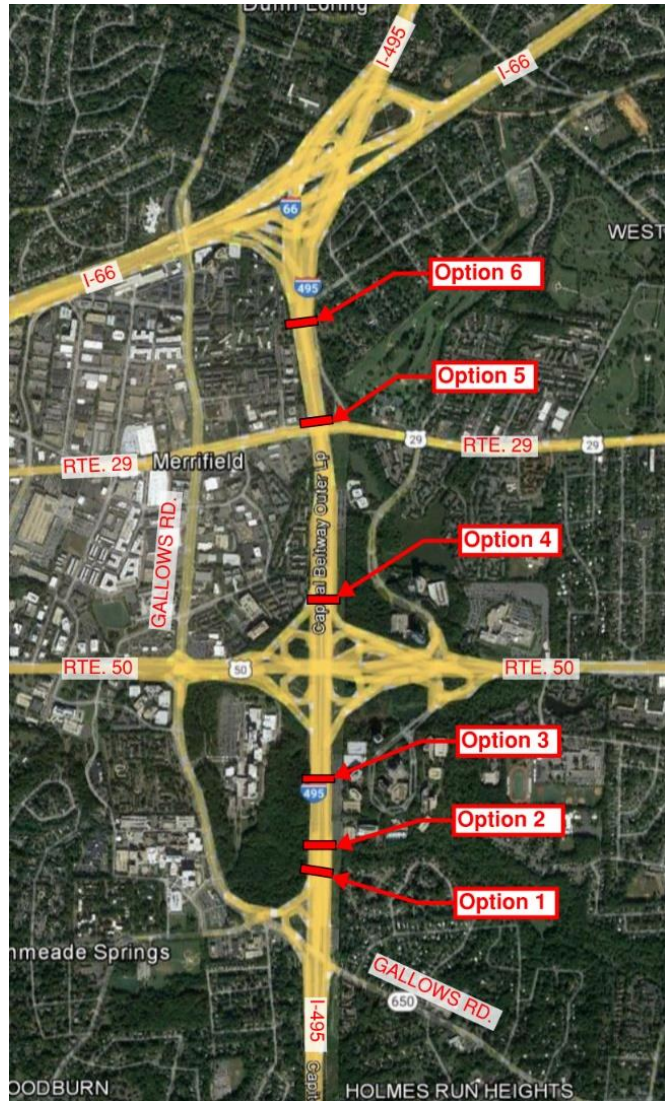 Dunn Loring
I-495
I-66
66
WEST
I-66
495
Option 6
Option 5
29
29
RTE. 29
RTE. 29
Merrifield
Capital Beltway Outer Lp
GALLOWS RD.
Option 4
RTE. 50
50
RTE. 50
Option 3
495
Option 2
Option 1
nmeade Springs
GALLOWS RD.
650
I-495
Capi
OODBURN
HOLMES RUN HEIGHTS